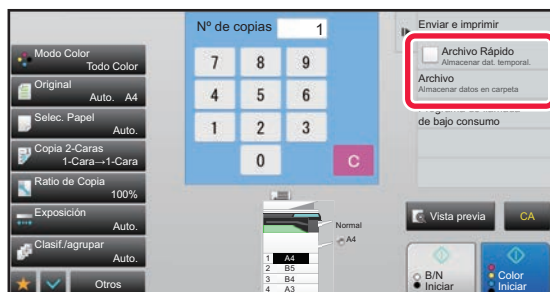 Nº de copias 1
7 8 9
4 5 6
1 2 3
0 C
Modo Color
Todo Color
Original
Auto. A4
Selec. Papel
Auto.
Copia 2-Caras
1-Cara→1-Cara
Ratio de Copia
100%
Exposición
Auto.
Clasif./agrupar
Auto.
Otros
Normal
A4
1 A4
2 B5
3 B4
4 A3
Enviar e imprimir
Archivo Rápido
Almacenar dat. temporal.
Archivo
Almacenar datos en carpeta
de bajo consumo
Vista previa
CA
B/N
Iniciar
Color
Iniciar